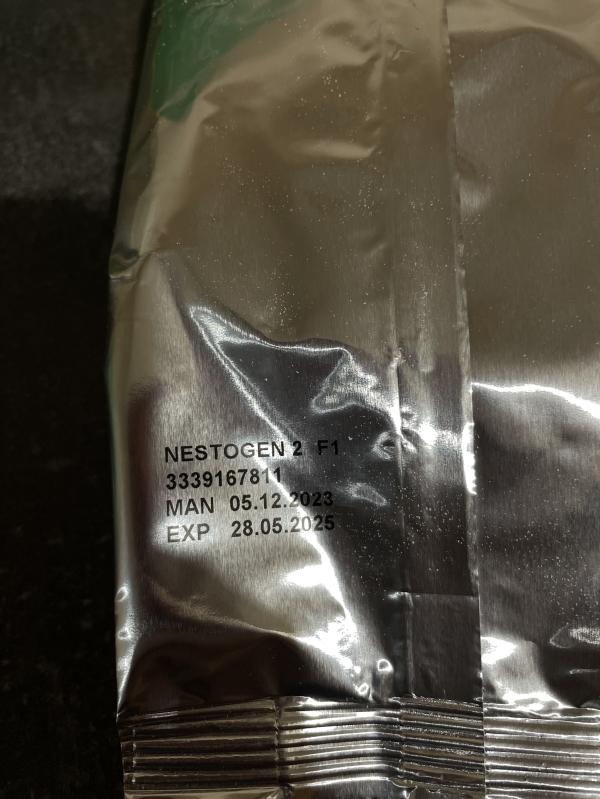 NESTOGEN 2 F1
3339167811
MAN 05.12.2023
EXP 28.05.2025